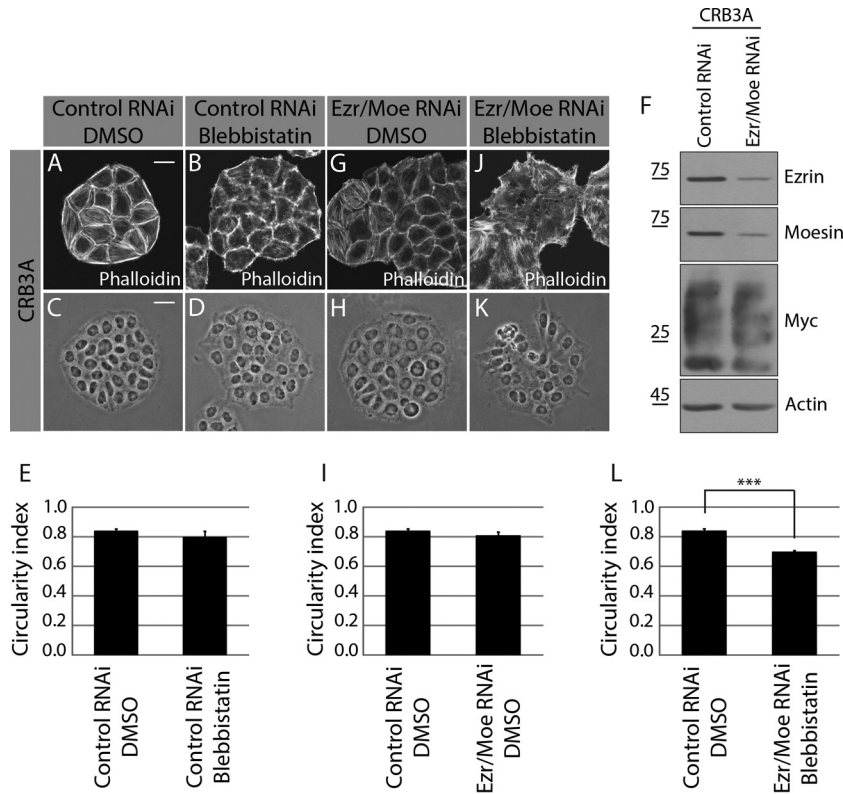 CRB3A
Control RNAi
Ezr/Moe RNAi
F
75
Ezrin
75
Moesin
25
Myc
45
Actin
Control RNAi
DMSO
Control RNAi
Blebbistatin
Ezr/Moe RNAi
DMSO
Ezr/Moe RNAi
Blebbistatin
CRB3A
A
Phalloidin
B
Phalloidin
G
Phalloidin
J
Phalloidin
C
D
H
K
E
Circularity index
1.0
0.8
0.6
0.4
0.2
0.0
Control RNAi
DMSO
Control RNAi
Blebbistatin
I
Circularity index
1.0
0.8
0.6
0.4
0.2
0.0
Control RNAi
DMSO
Ezr/Moe RNAi
DMSO
L
***
Circularity index
1.0
0.8
0.6
0.4
0.2
0.0
Control RNAi
DMSO
Ezr/Moe RNAi
Blebbistatin